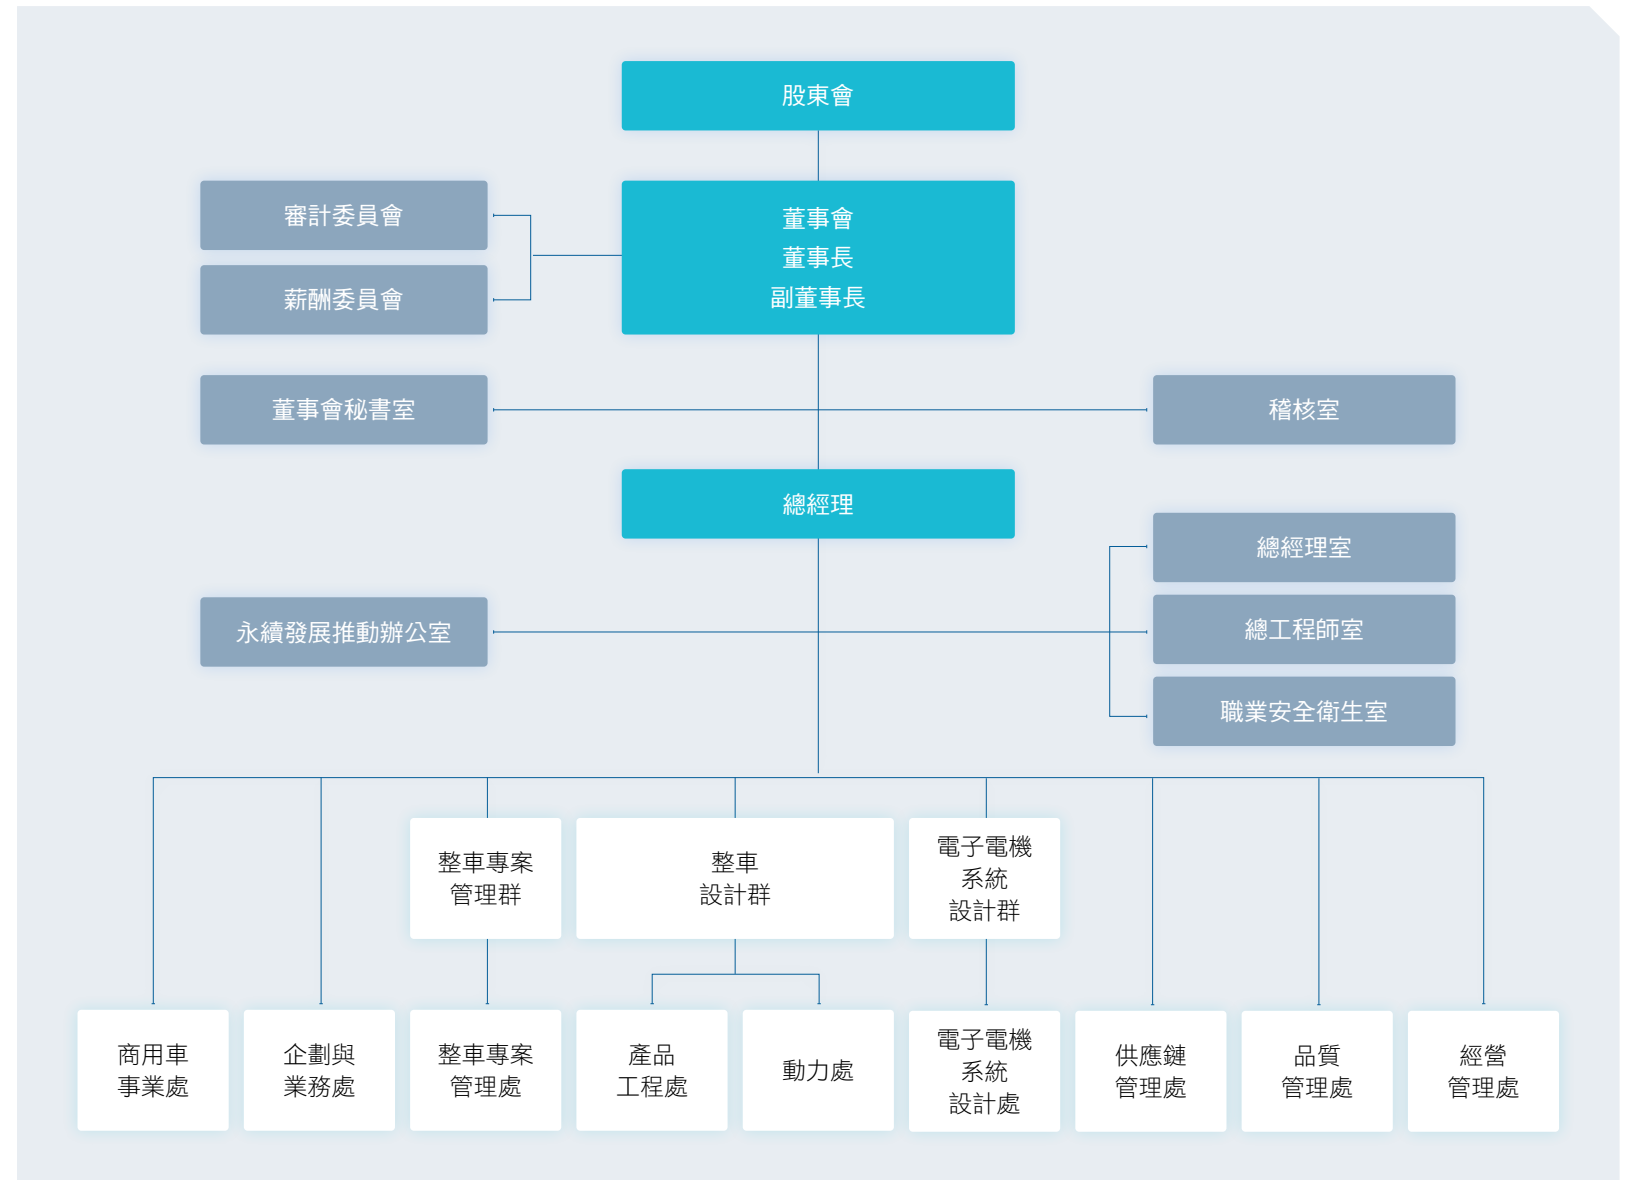 股東會
審計委員會
薪酬委員會
董事會
董事長
副董事長
董事會秘書室
稽核室
總經理
總經理室
永續發展推動辦公室
總工程師室
職業安全衛生室
整車專案
管理群
整車
設計群
電子電機
系統
設計群
商用車
事業處
企劃與
業務處
整車專案
管理處
產品
工程處
動力處
電子電機
系統
設計處
供應鏈
管理處
品質
管理處
經營
管理處